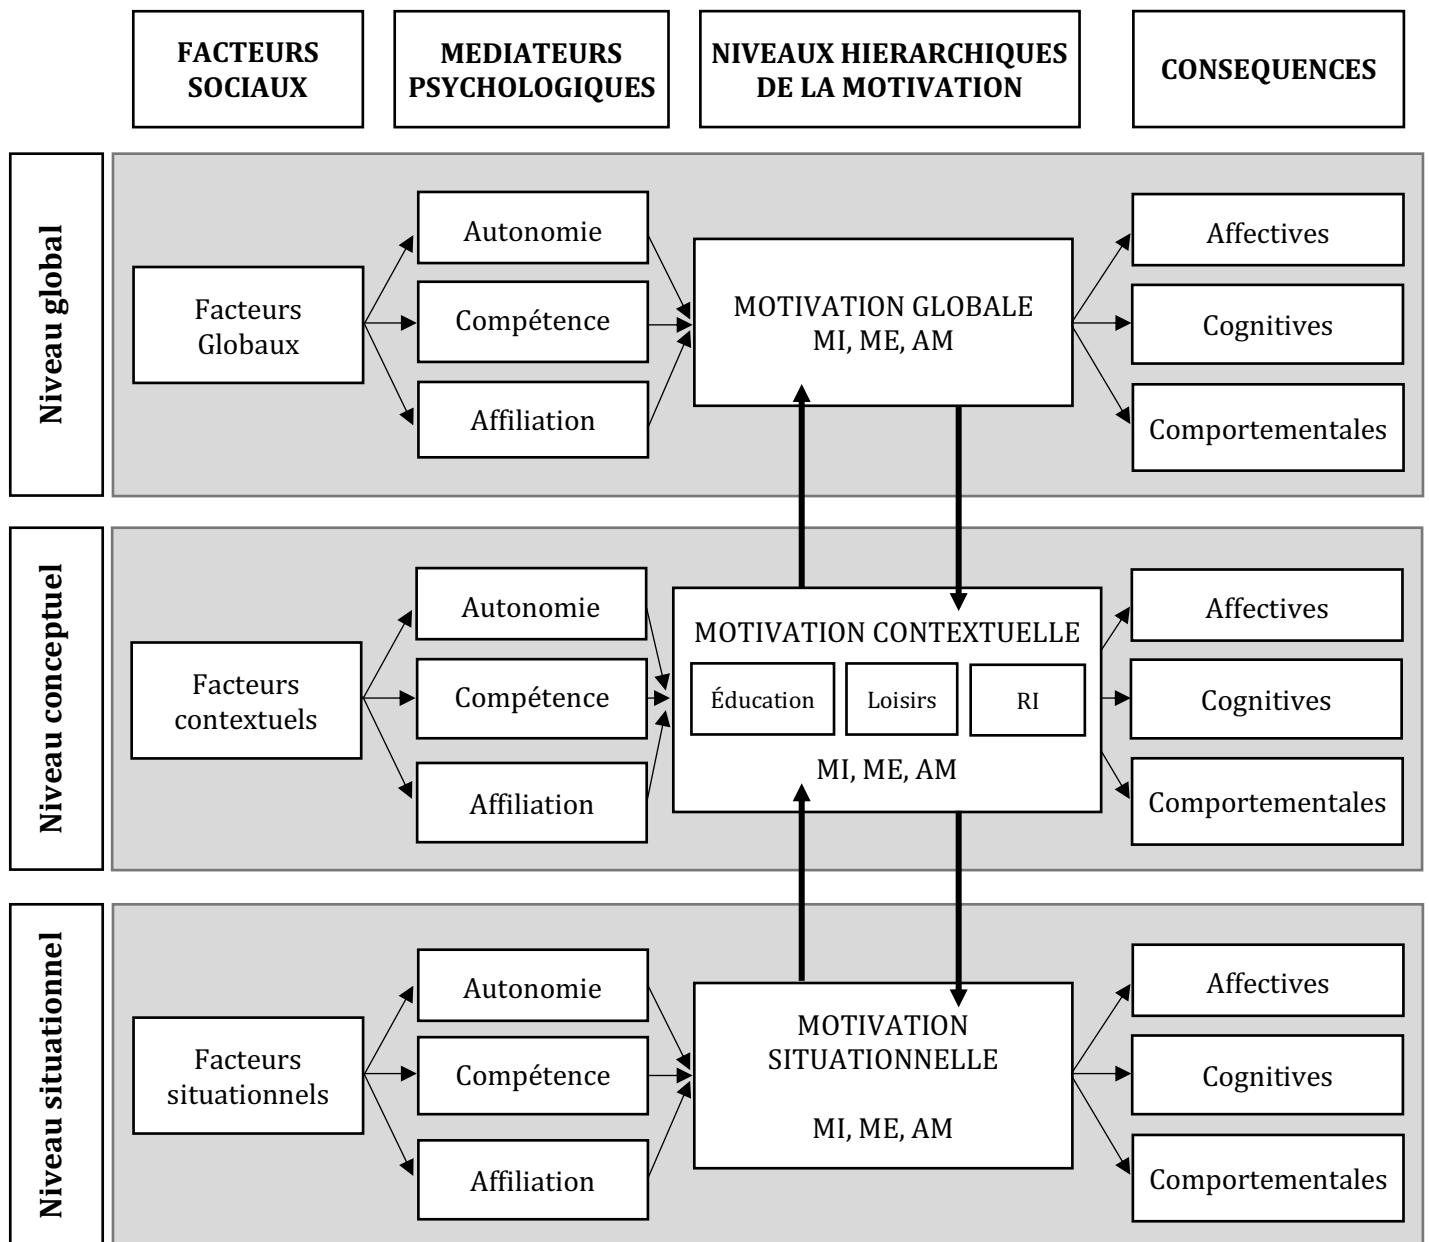 FACTEURS
SOCIAUX
MEDIATEURS
PSYCHOLOGIQUES
NIVEAUX HIERARCHIQUES
DE LA MOTIVATION
CONSEQUENCES
Niveau global
Facteurs
Globaux
Autonomie
Compétence
Affiliation
MOTIVATION GLOBALE
MI, ME, AM
Affectives
Cognitives
Comportementales
Niveau conceptuel
Facteurs
contextuels
Autonomie
Compétence
Affiliation
MOTIVATION CONTEXTUELLE
Éducation
Loisirs
RI
MI, ME, AM
Affectives
Cognitives
Comportementales
Niveau situationnel
Facteurs
situationnels
Autonomie
Compétence
Affiliation
MOTIVATION
SITUATIONNELLE
MI, ME, AM
Affectives
Cognitives
Comportementales